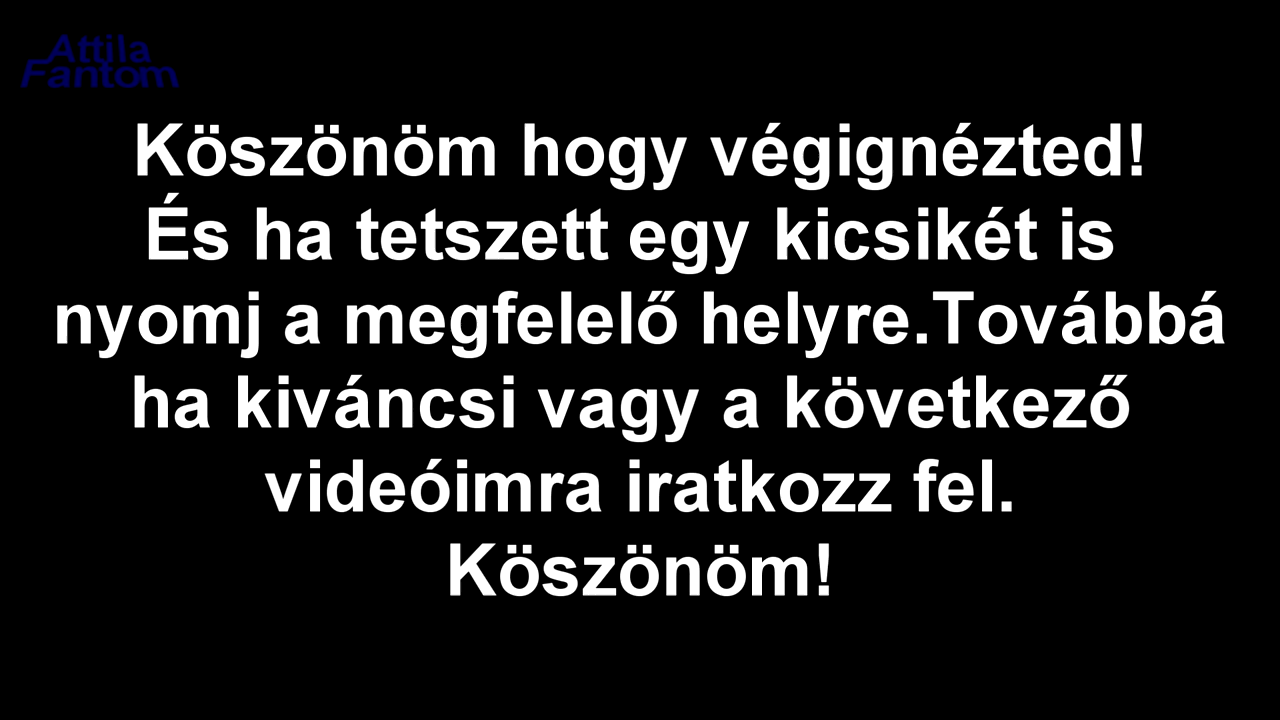 Attila
Fantom
Köszönöm hogy végignézted!
És ha tetszett egy kicsikét is
nyomj a megfelelő helyre.Továbbá
ha kiváncsi vagy a következő
videóimra iratkozz fel.
Köszönöm!